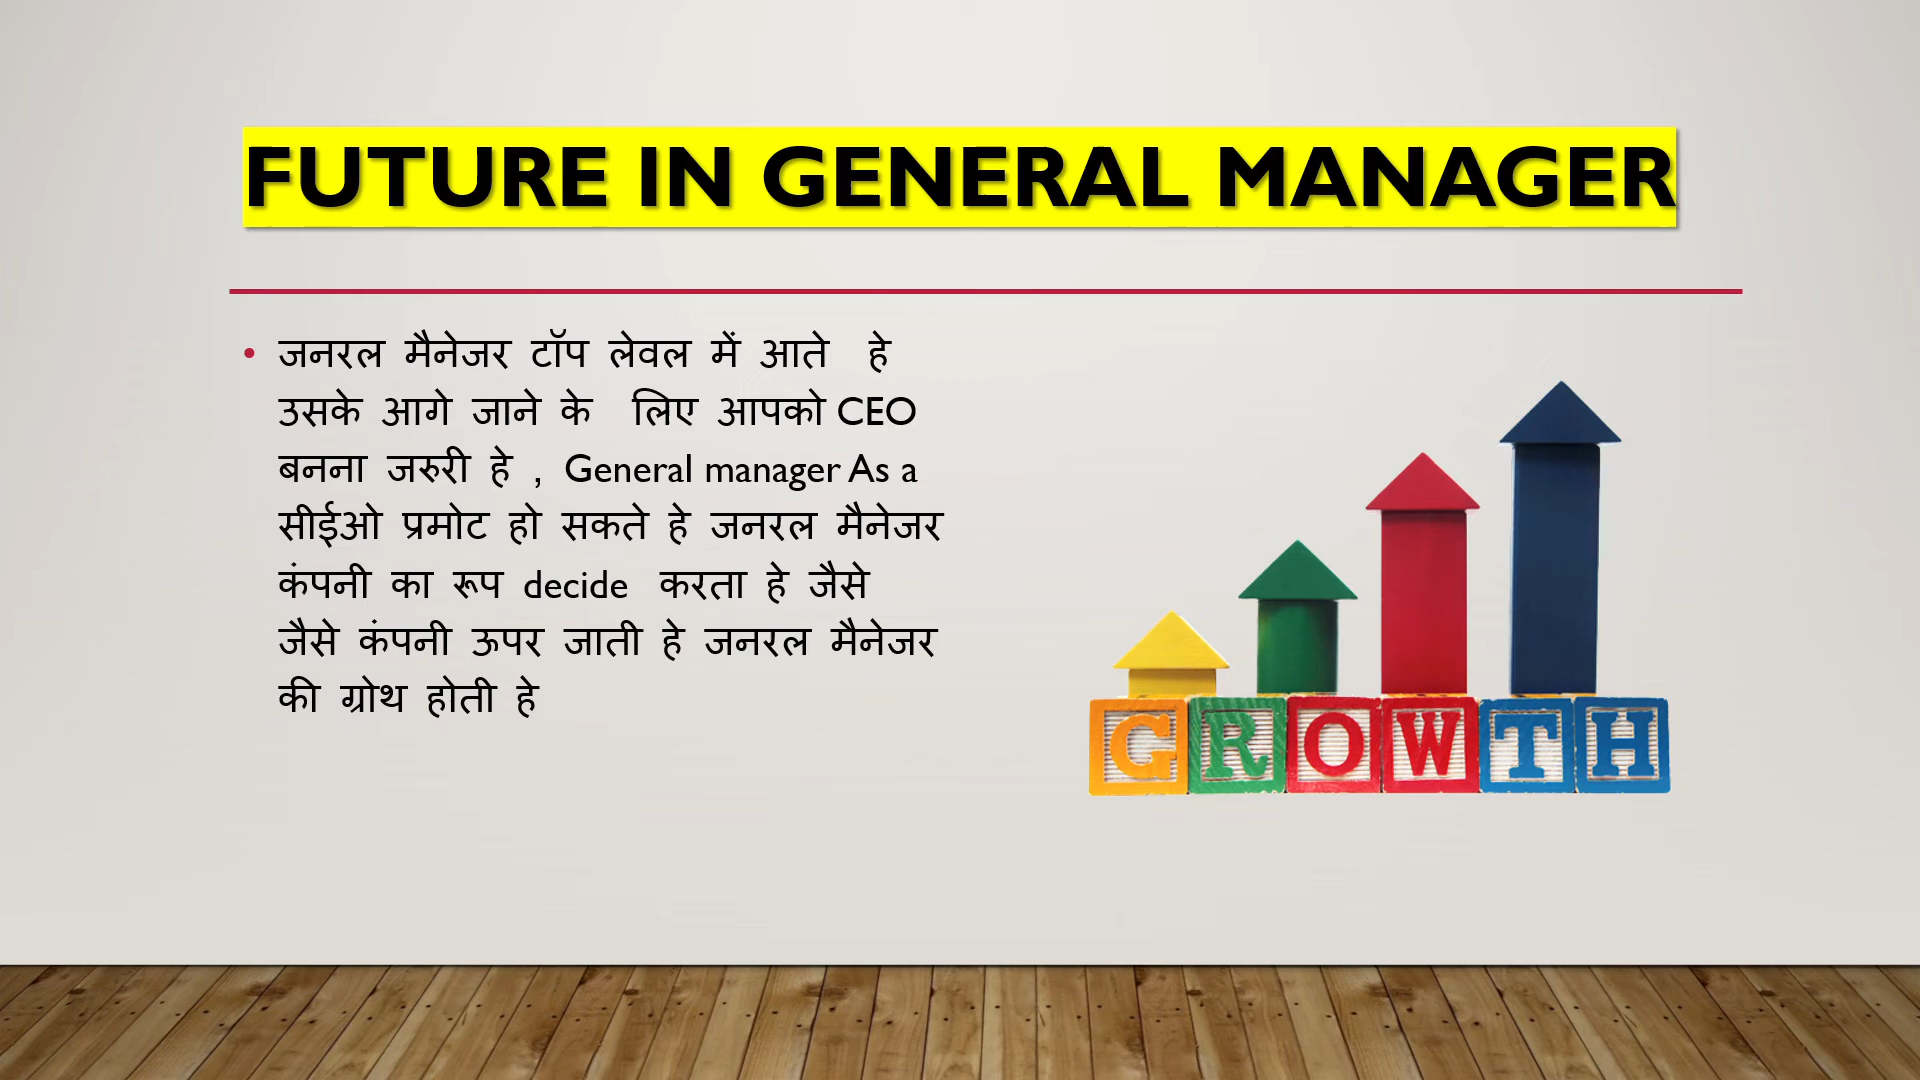 FUTURE IN GENERAL MANAGER
• जनरल मैनेजर टॉप लेवल में आते हे
उसके आगे जाने के लिए आपको CEO
बनना जरुरी हे , General manager As a
सीईओ प्रमोट हो सकते हे जनरल मैनेजर
कंपनी का रूप decide करता हे जैसे
जैसे कंपनी ऊपर जाती हे जनरल मैनेजर
की ग्रोथ होती हे
GROWTH